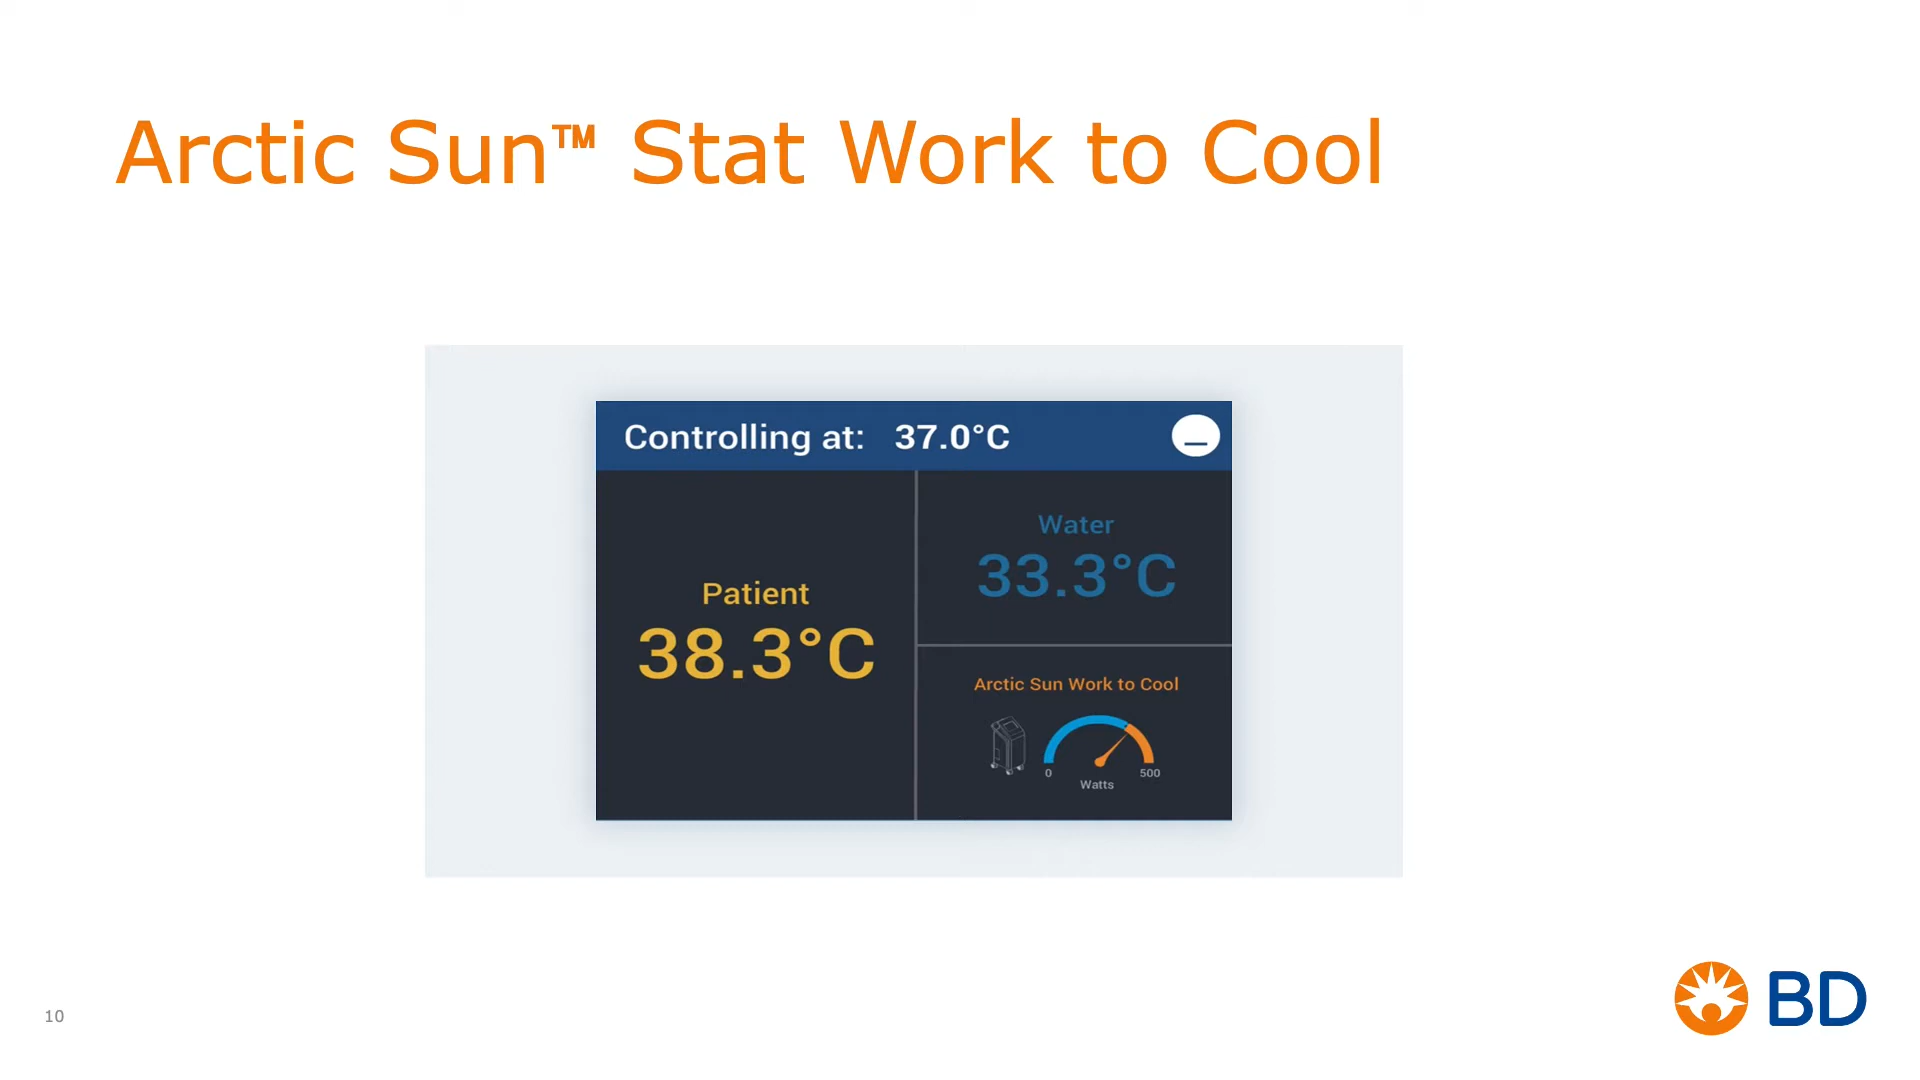 Arctic Sun™ Stat Work to Cool
Controlling at: 37.0°C
Patient
38.3°C
Water
33.3°C
Arctic Sun Work to Cool
0 500
Watts
10
BD